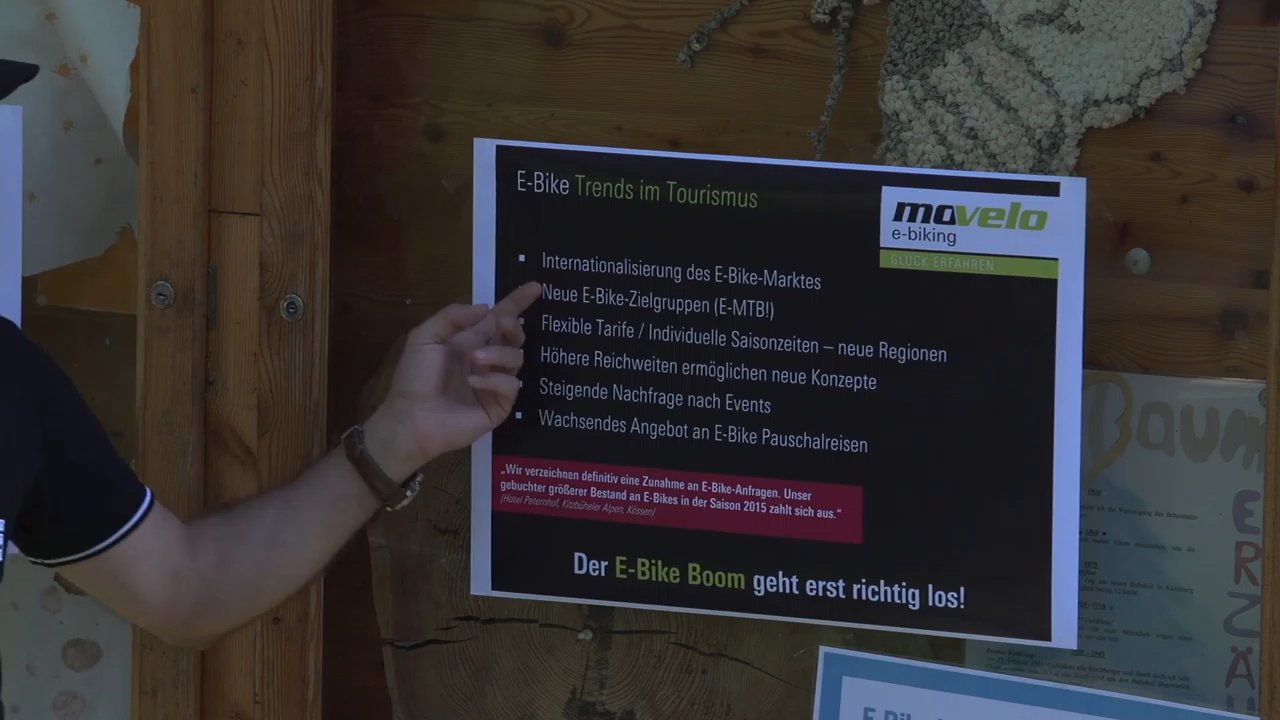 E-Bike Trends im Tourismus
movelo
e-biking
GLÜCK ERFAHREN
Internationalisierung des E-Bike-Marktes
Neue E-Bike-Zielgruppen (E-MTB!)
Flexible Tarife / Individuelle Saisonzeiten – neue Regionen
Höhere Reichweiten ermöglichen neue Konzepte
Steigende Nachfrage nach Events
Wachsendes Angebot an E-Bike Pauschalreisen
„Wir verzeichnen definitiv eine Zunahme an E-Bike-Anfragen. Unser
gebuchter größerer Bestand an E-Bikes in der Saison 2015 zahlt sich aus.“
(Hotel Peternhof, Kitzbüheler Alpen, Kössen)
Der E-Bike Boom geht erst richtig los!
Baum
ERZÄ